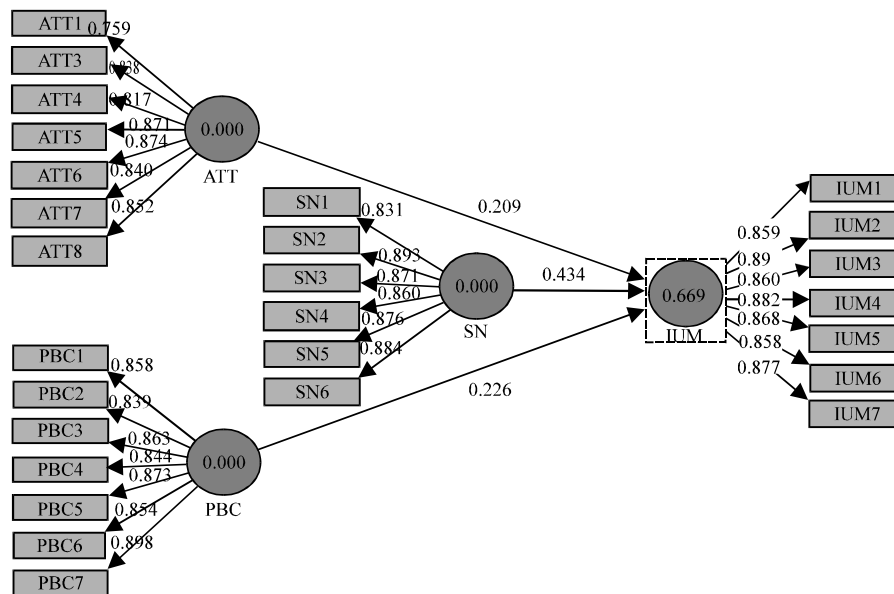 ATT1
0.759
ATT3
0.838
ATT4
0.817
ATT5
0.871
0.874
ATT6
0.840
ATT7
0.852
ATT8
0.000
ATT
0.209
SN1
0.831
SN2
0.893
SN3
0.871
0.860
SN4
0.876
SN5
0.884
SN6
0.000
SN
0.434
0.669
IUM
IUM1
0.859
IUM2
0.89
IUM3
0.860
0.882
IUM4
0.868
IUM5
0.858
IUM6
0.877
IUM7
PBC1
0.858
PBC2
0.839
PBC3
0.863
0.844
PBC4
0.873
PBC5
0.854
PBC6
0.898
PBC7
0.000
PBC
0.226